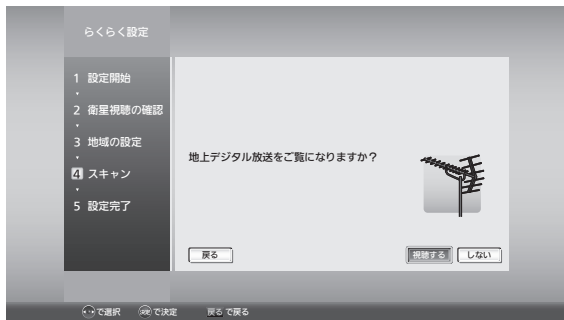 らくらく設定
1 設定開始
2 衛星視聴の確認
3 地域の設定
4 スキャン
5 設定完了
地上デジタル放送をご覧になりますか？
戻る
視聴する しない
で選択 決定 で決定 戻る で戻る